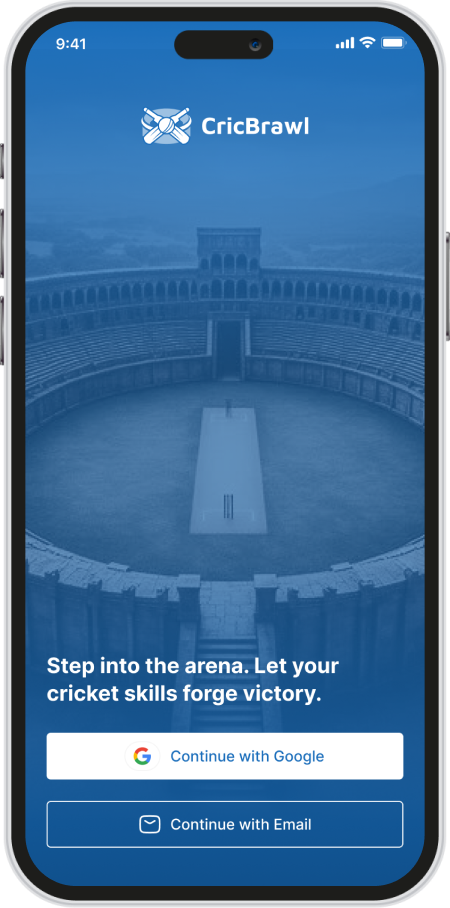 9:41
CricBrawl
Step into the arena. Let your
cricket skills forge victory.
Continue with Google
Continue with Email